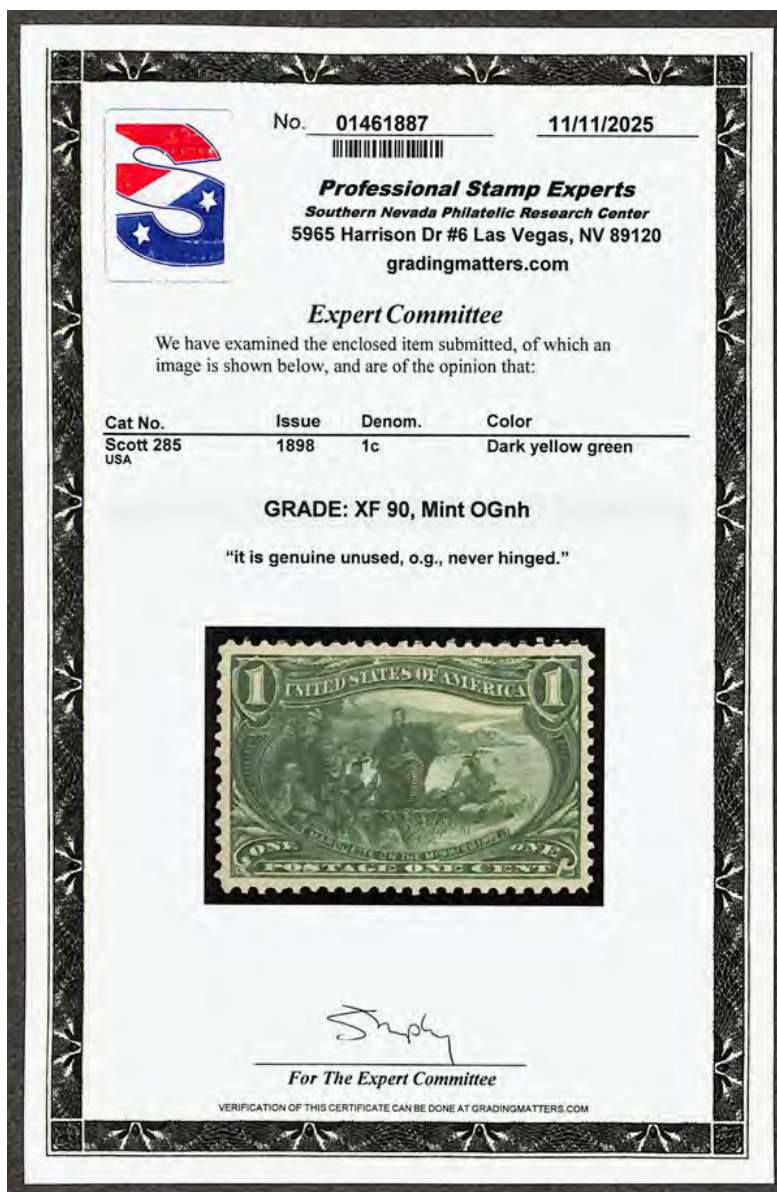 No. 01461887 11/11/2025
Professional Stamp Experts
Southern Nevada Philatelic Research Center
5965 Harrison Dr #6 Las Vegas, NV 89120
gradingmatters.com
Expert Committee
We have examined the enclosed item submitted, of which an
image is shown below, and are of the opinion that:
Cat No. Issue Denom. Color
Scott 285 1898 1c Dark yellow green
USA
GRADE: XF 90, Mint OGnh
“it is genuine unused, o.g., never hinged.”
1 UNITED STATES OF AMERICA 1
MARQUETTE ON THE MISSISSIPPI
ONE ONE
POSTAGE ONE CENT
For The Expert Committee
VERIFICATION OF THIS CERTIFICATE CAN BE DONE AT GRADINGMATTERS.COM